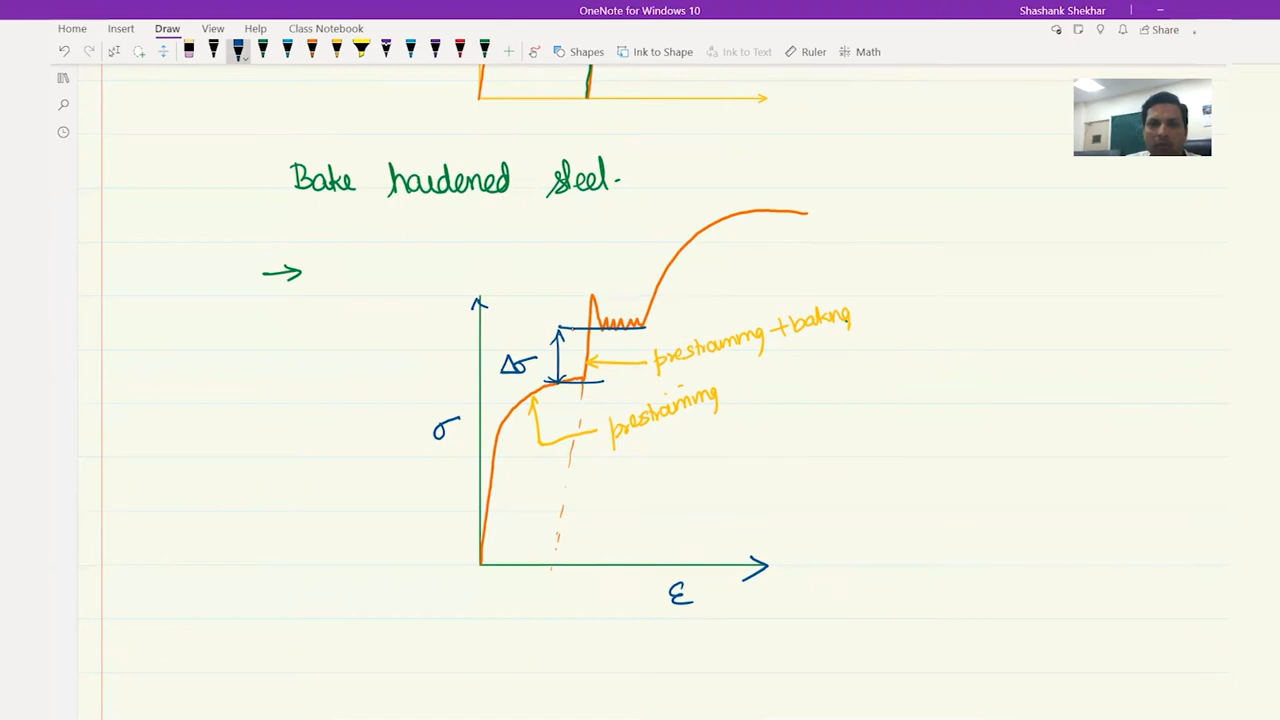 OneNote for Windows 10
Shashank Shekhar
Home Insert Draw View Help Class Notebook
Share
Shapes Ink to Shape Ink to Text Ruler Math
Bake hardened steel.
prestraining + baking
Δσ
prestraining
σ
ε